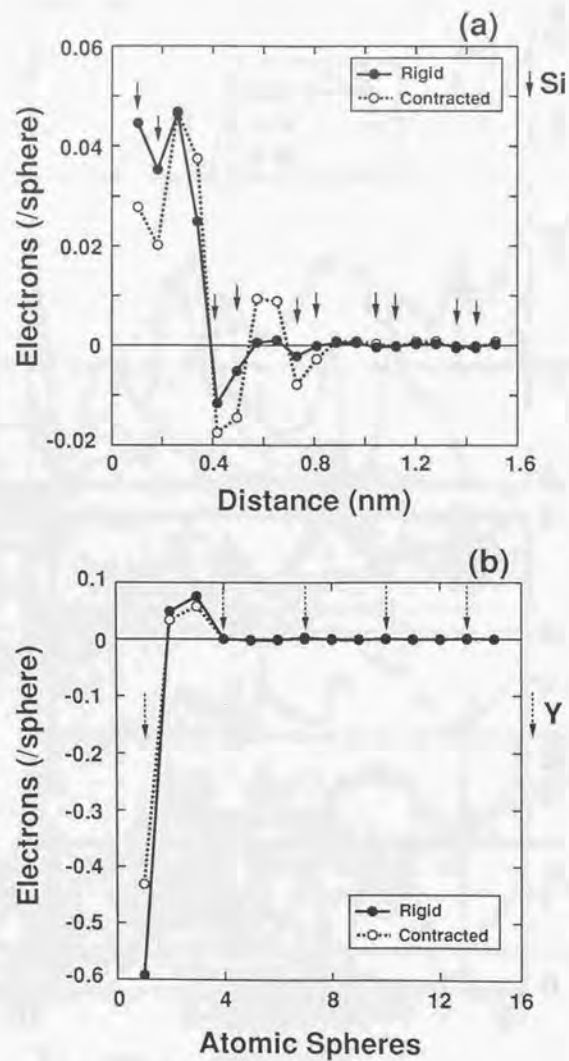 (a)
0.06
0.04
0.02
0
-0.02
Electrons (/sphere)
Rigid
Contracted
Si
0 0.4 0.8 1.2 1.6
Distance (nm)
(b)
0.1
0
-0.1
-0.2
-0.3
-0.4
-0.5
-0.6
Electrons (/sphere)
Y
Rigid
Contracted
0 4 8 12 16
Atomic Spheres